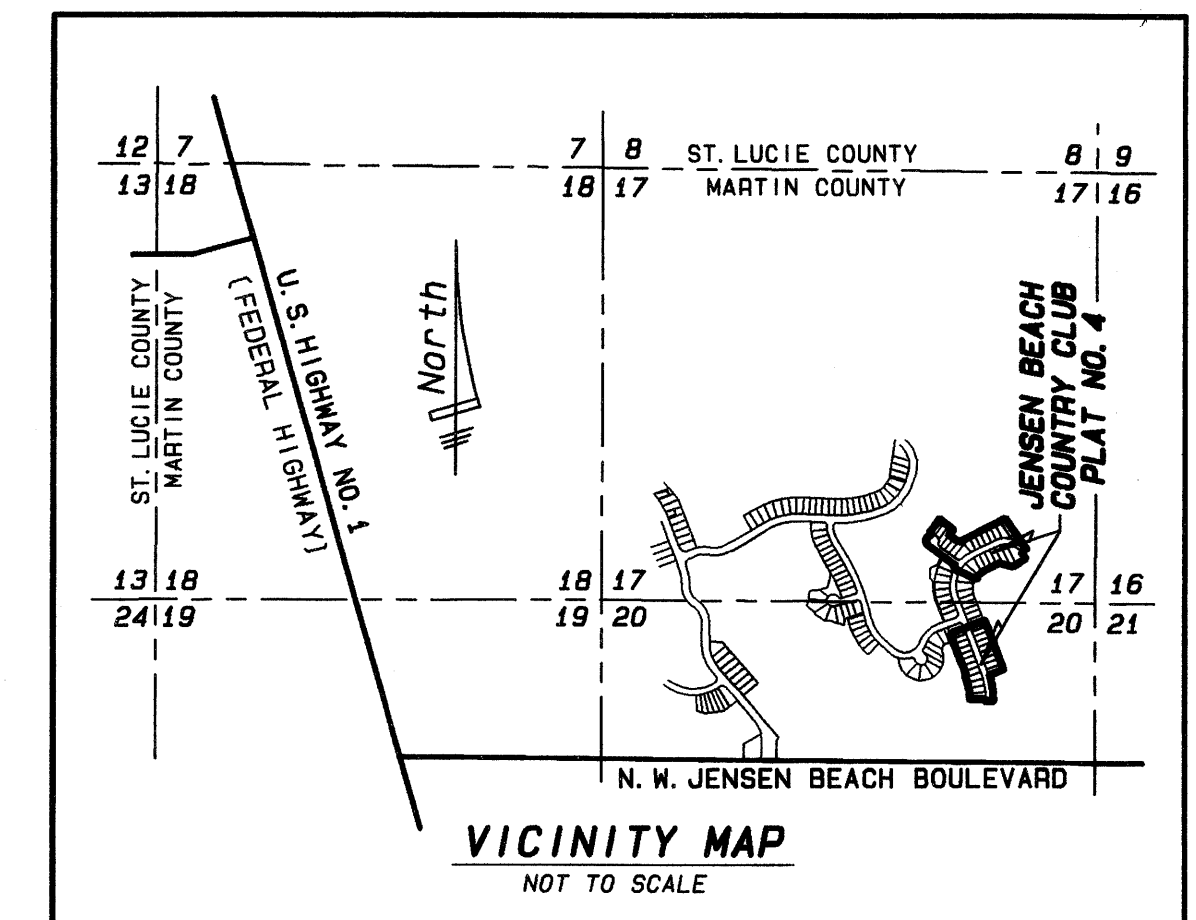 12 7
7 8
ST. LUCIE COUNTY
8 9
13 18
18 17
MARTIN COUNTY
17 16
ST. LUCIE COUNTY
MARTIN COUNTY
U. S. HIGHWAY NO. 1
(FEDERAL HIGHWAY)
North
JENSEN BEACH
COUNTRY CLUB
PLAT NO. 4
13 18
18 17
17 16
24 19
19 20
20 21
N. W. JENSEN BEACH BOULEVARD
VICINITY MAP
NOT TO SCALE